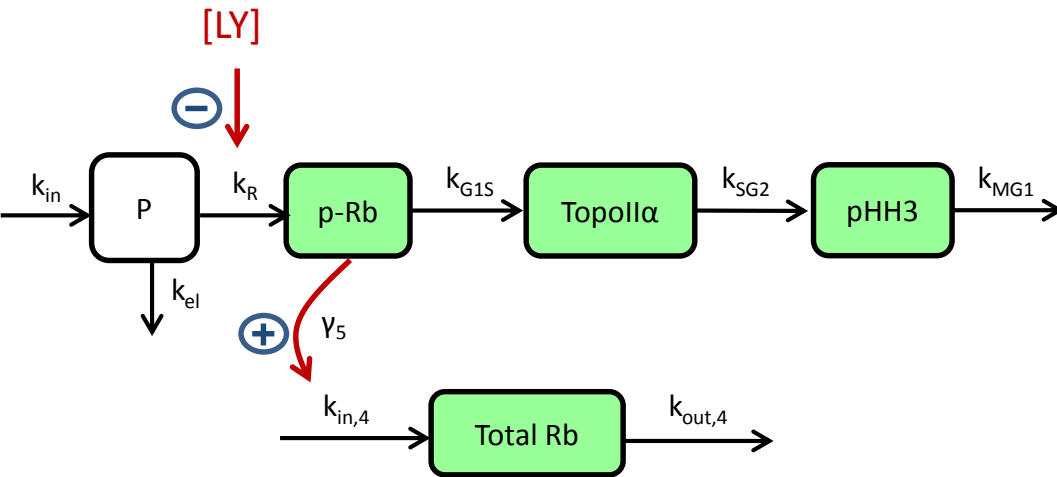 [LY]
−
k_in
P
k_R
p-Rb
k_G1S
TopoIIα
k_SG2
pHH3
k_MG1
k_el
+
γ_5
k_in,4
Total Rb
k_out,4